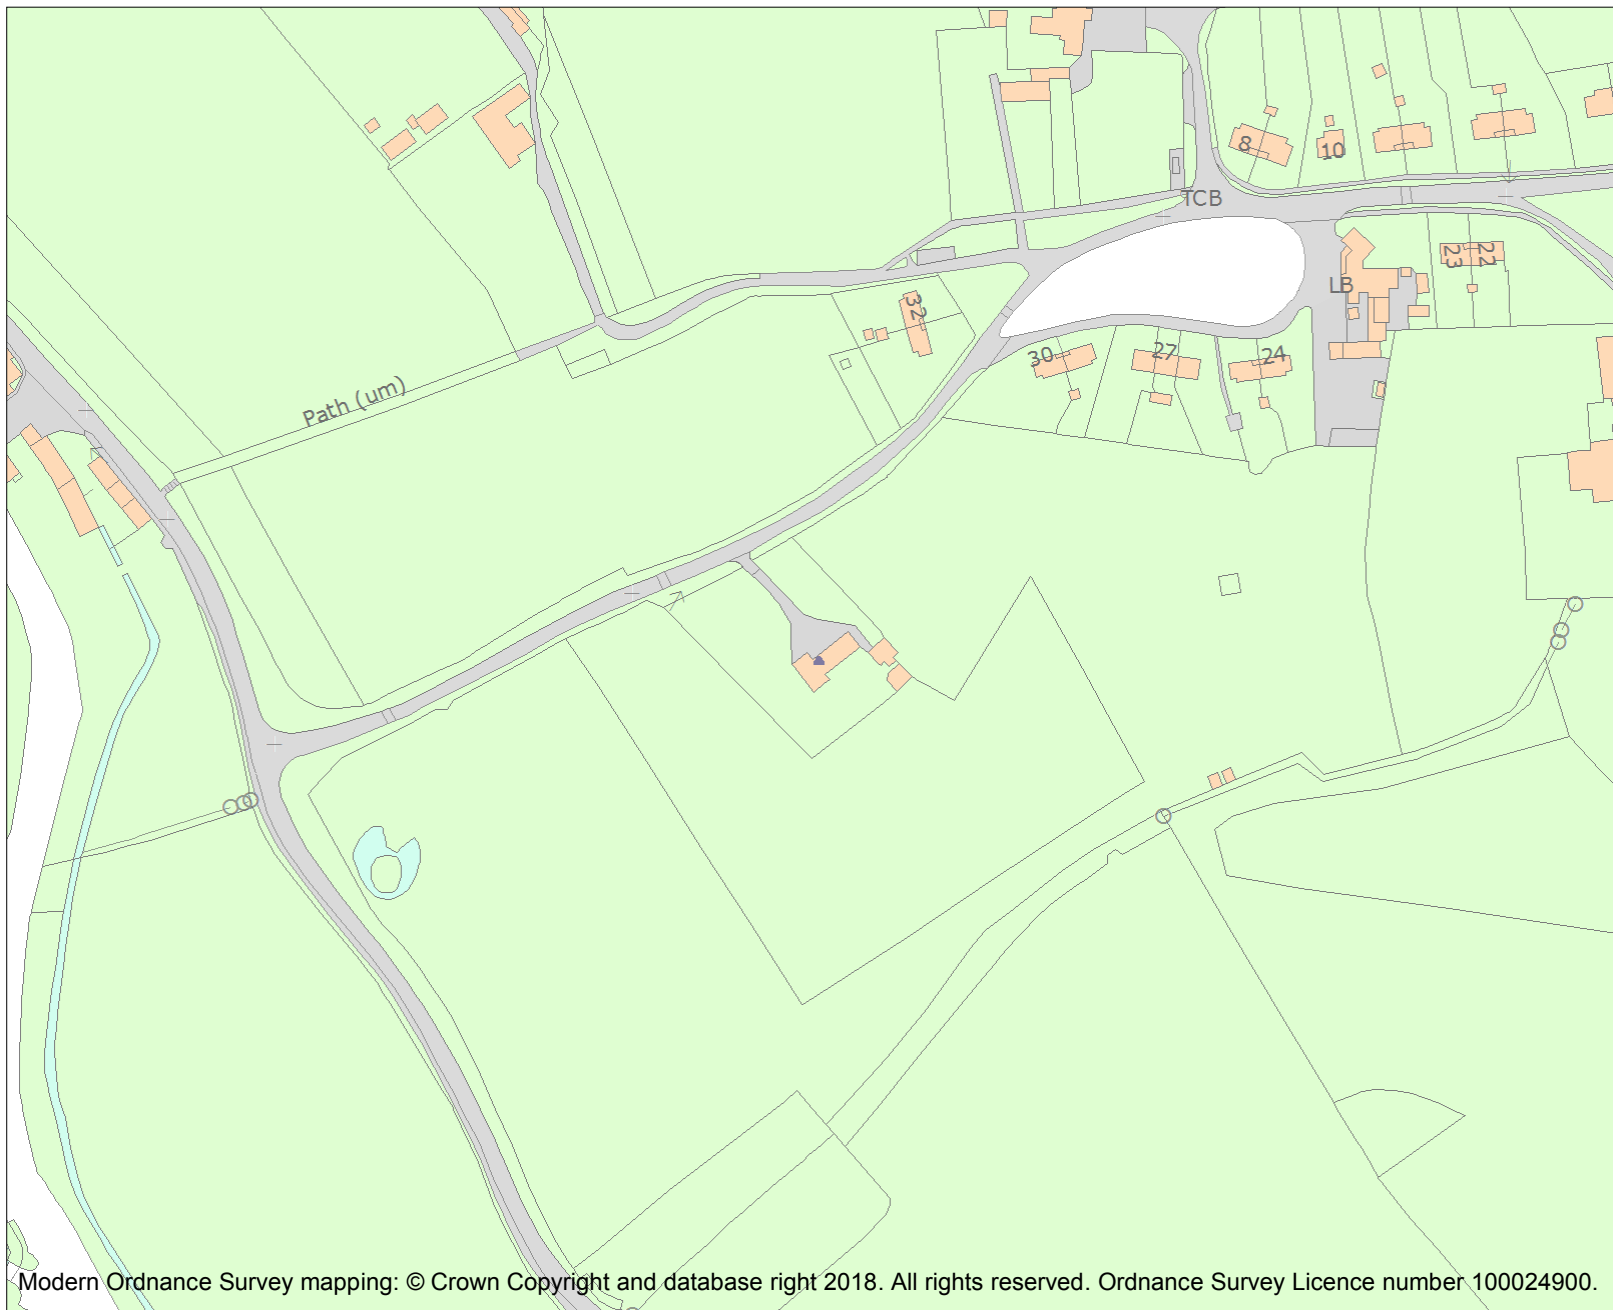 8
10
TCB
23
22
LB
32
30
27
24
Path (um)
Modern Ordnance Survey mapping: © Crown Copyright and database right 2018. All rights reserved. Ordnance Survey Licence number 100024900.